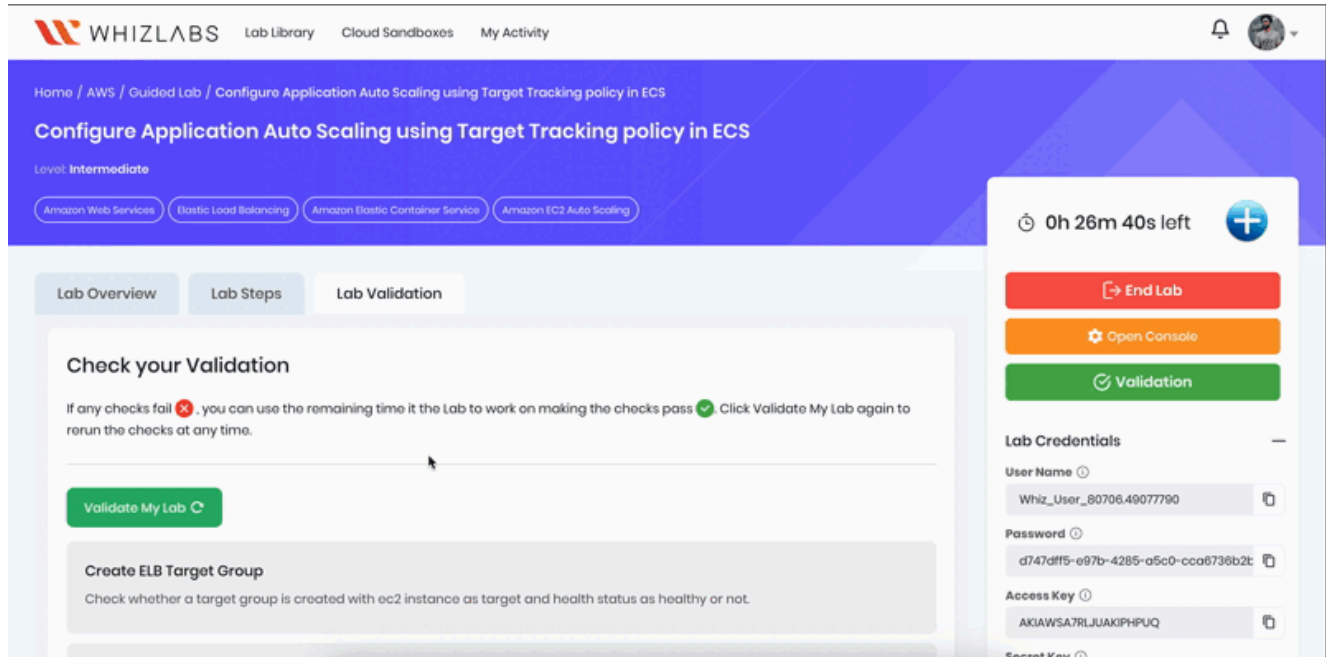 WHIZLABS Lab Library Cloud Sandboxes My Activity
Home / AWS / Guided Lab / Configure Application Auto Scaling using Target Tracking policy in ECS
Configure Application Auto Scaling using Target Tracking policy in ECS
Level: Intermediate
Amazon Web Services Elastic Load Balancing Amazon Elastic Container Service Amazon EC2 Auto Scaling
0h 26m 40s left
End Lab
Open Console
Validation
Lab Overview Lab Steps Lab Validation
Check your Validation
If any checks fail , you can use the remaining time it the Lab to work on making the checks pass . Click Validate My Lab again to
rerun the checks at any time.
Validate My Lab
Create ELB Target Group
Check whether a target group is created with ec2 instance as target and health status as healthy or not.
Lab Credentials
User Name
Whiz_User_80706.49077790
Password
d747dff5-e97b-4285-a5c0-cca6736b2b
Access Key
AKIAWSA7RLJUAKIPHPUQ
Secret Key